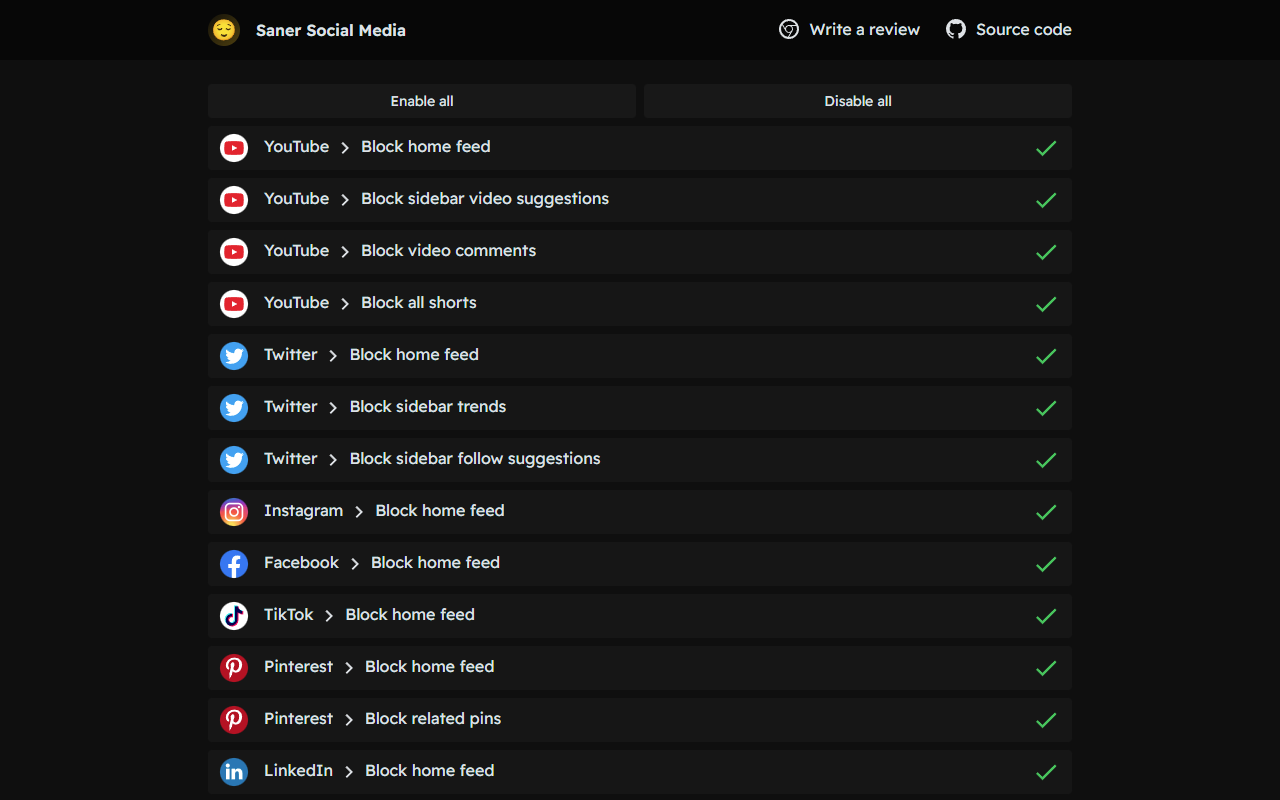 Saner Social Media
Write a review
Source code
Enable all
Disable all
YouTube > Block home feed
YouTube > Block sidebar video suggestions
YouTube > Block video comments
YouTube > Block all shorts
Twitter > Block home feed
Twitter > Block sidebar trends
Twitter > Block sidebar follow suggestions
Instagram > Block home feed
Facebook > Block home feed
TikTok > Block home feed
Pinterest > Block home feed
Pinterest > Block related pins
LinkedIn > Block home feed